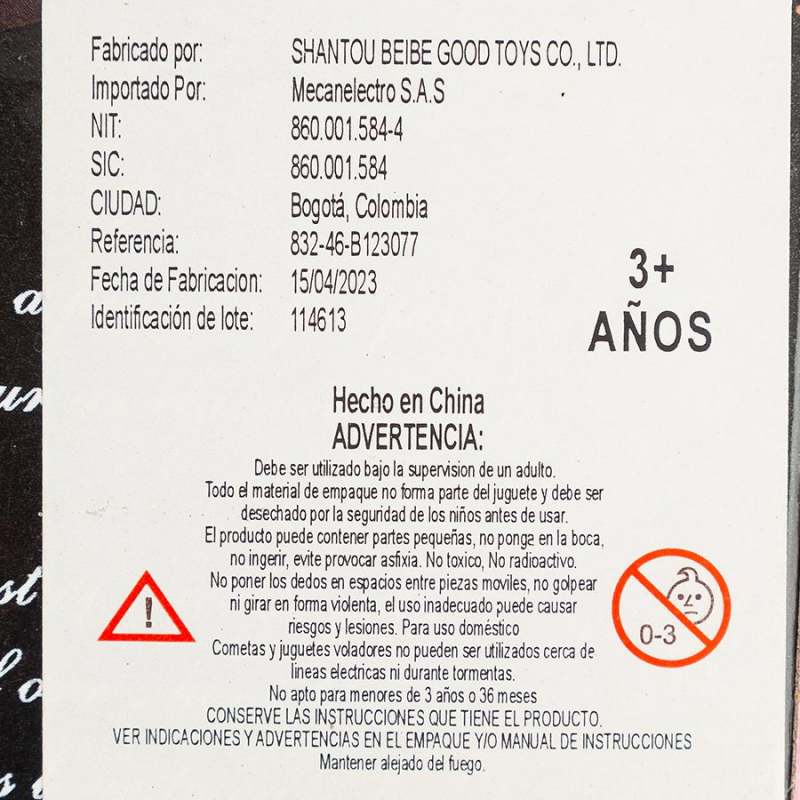 Fabricado por: SHANTOU BEIBE GOOD TOYS CO., LTD.
Importado Por: Mecanelectro S.A.S
NIT: 860.001.584-4
SIC: 860.001.584
CIUDAD: Bogotá, Colombia
Referencia: 832-46-B123077
Fecha de Fabricacion: 15/04/2023
Identificación de lote: 114613
3+
AÑOS
Hecho en China
ADVERTENCIA:
Debe ser utilizado bajo la supervision de un adulto.
Todo el material de empaque no forma parte del juguete y debe ser
desechado por la seguridad de los niños antes de usar.
El producto puede contener partes pequeñas, no ponga en la boca,
no ingerir, evite provocar asfixia. No toxico, No radioactivo.
No poner los dedos en espacios entre piezas moviles, no golpear
ni girar en forma violenta, el uso inadecuado puede causar
riesgos y lesiones. Para uso doméstico
Cometas y juguetes voladores no pueden ser utilizados cerca de
lineas electricas ni durante tormentas.
No apto para menores de 3 años o 36 meses
CONSERVE LAS INSTRUCCIONES QUE TIENE EL PRODUCTO.
VER INDICACIONES Y ADVERTENCIAS EN EL EMPAQUE Y/O MANUAL DE INSTRUCCIONES
Mantener alejado del fuego.
!
0-3